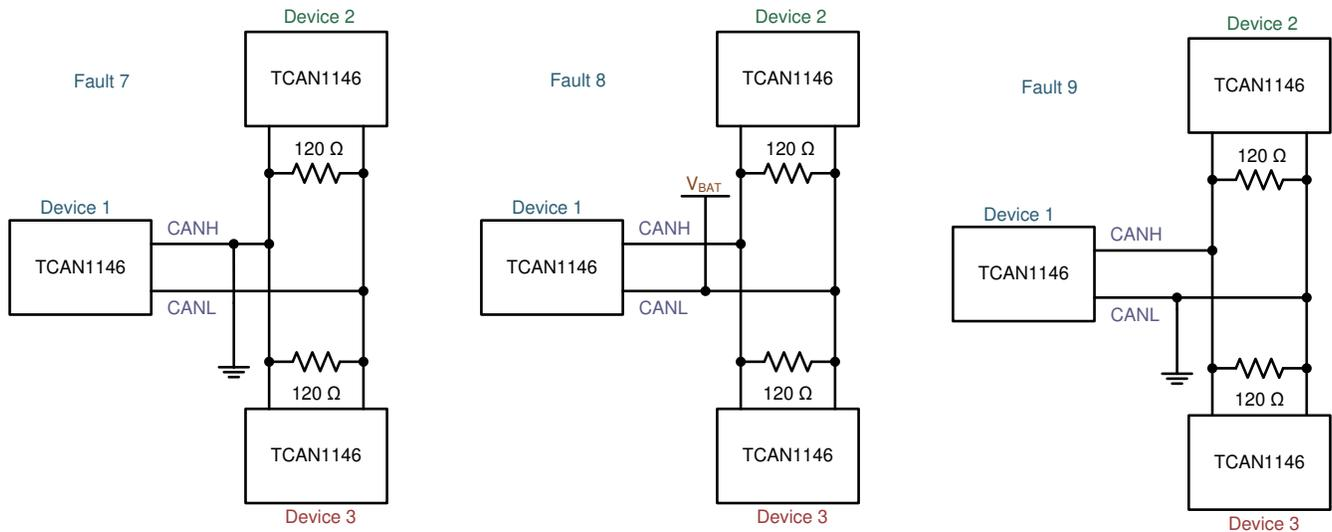 Device 2
Fault 7
TCAN1146
120 Ω
Device 1
CANH
TCAN1146
CANL
120 Ω
TCAN1146
Device 3
Device 2
Fault 8
TCAN1146
120 Ω
VBAT
Device 1
CANH
TCAN1146
CANL
120 Ω
TCAN1146
Device 3
Device 2
Fault 9
TCAN1146
120 Ω
Device 1
CANH
TCAN1146
CANL
120 Ω
TCAN1146
Device 3